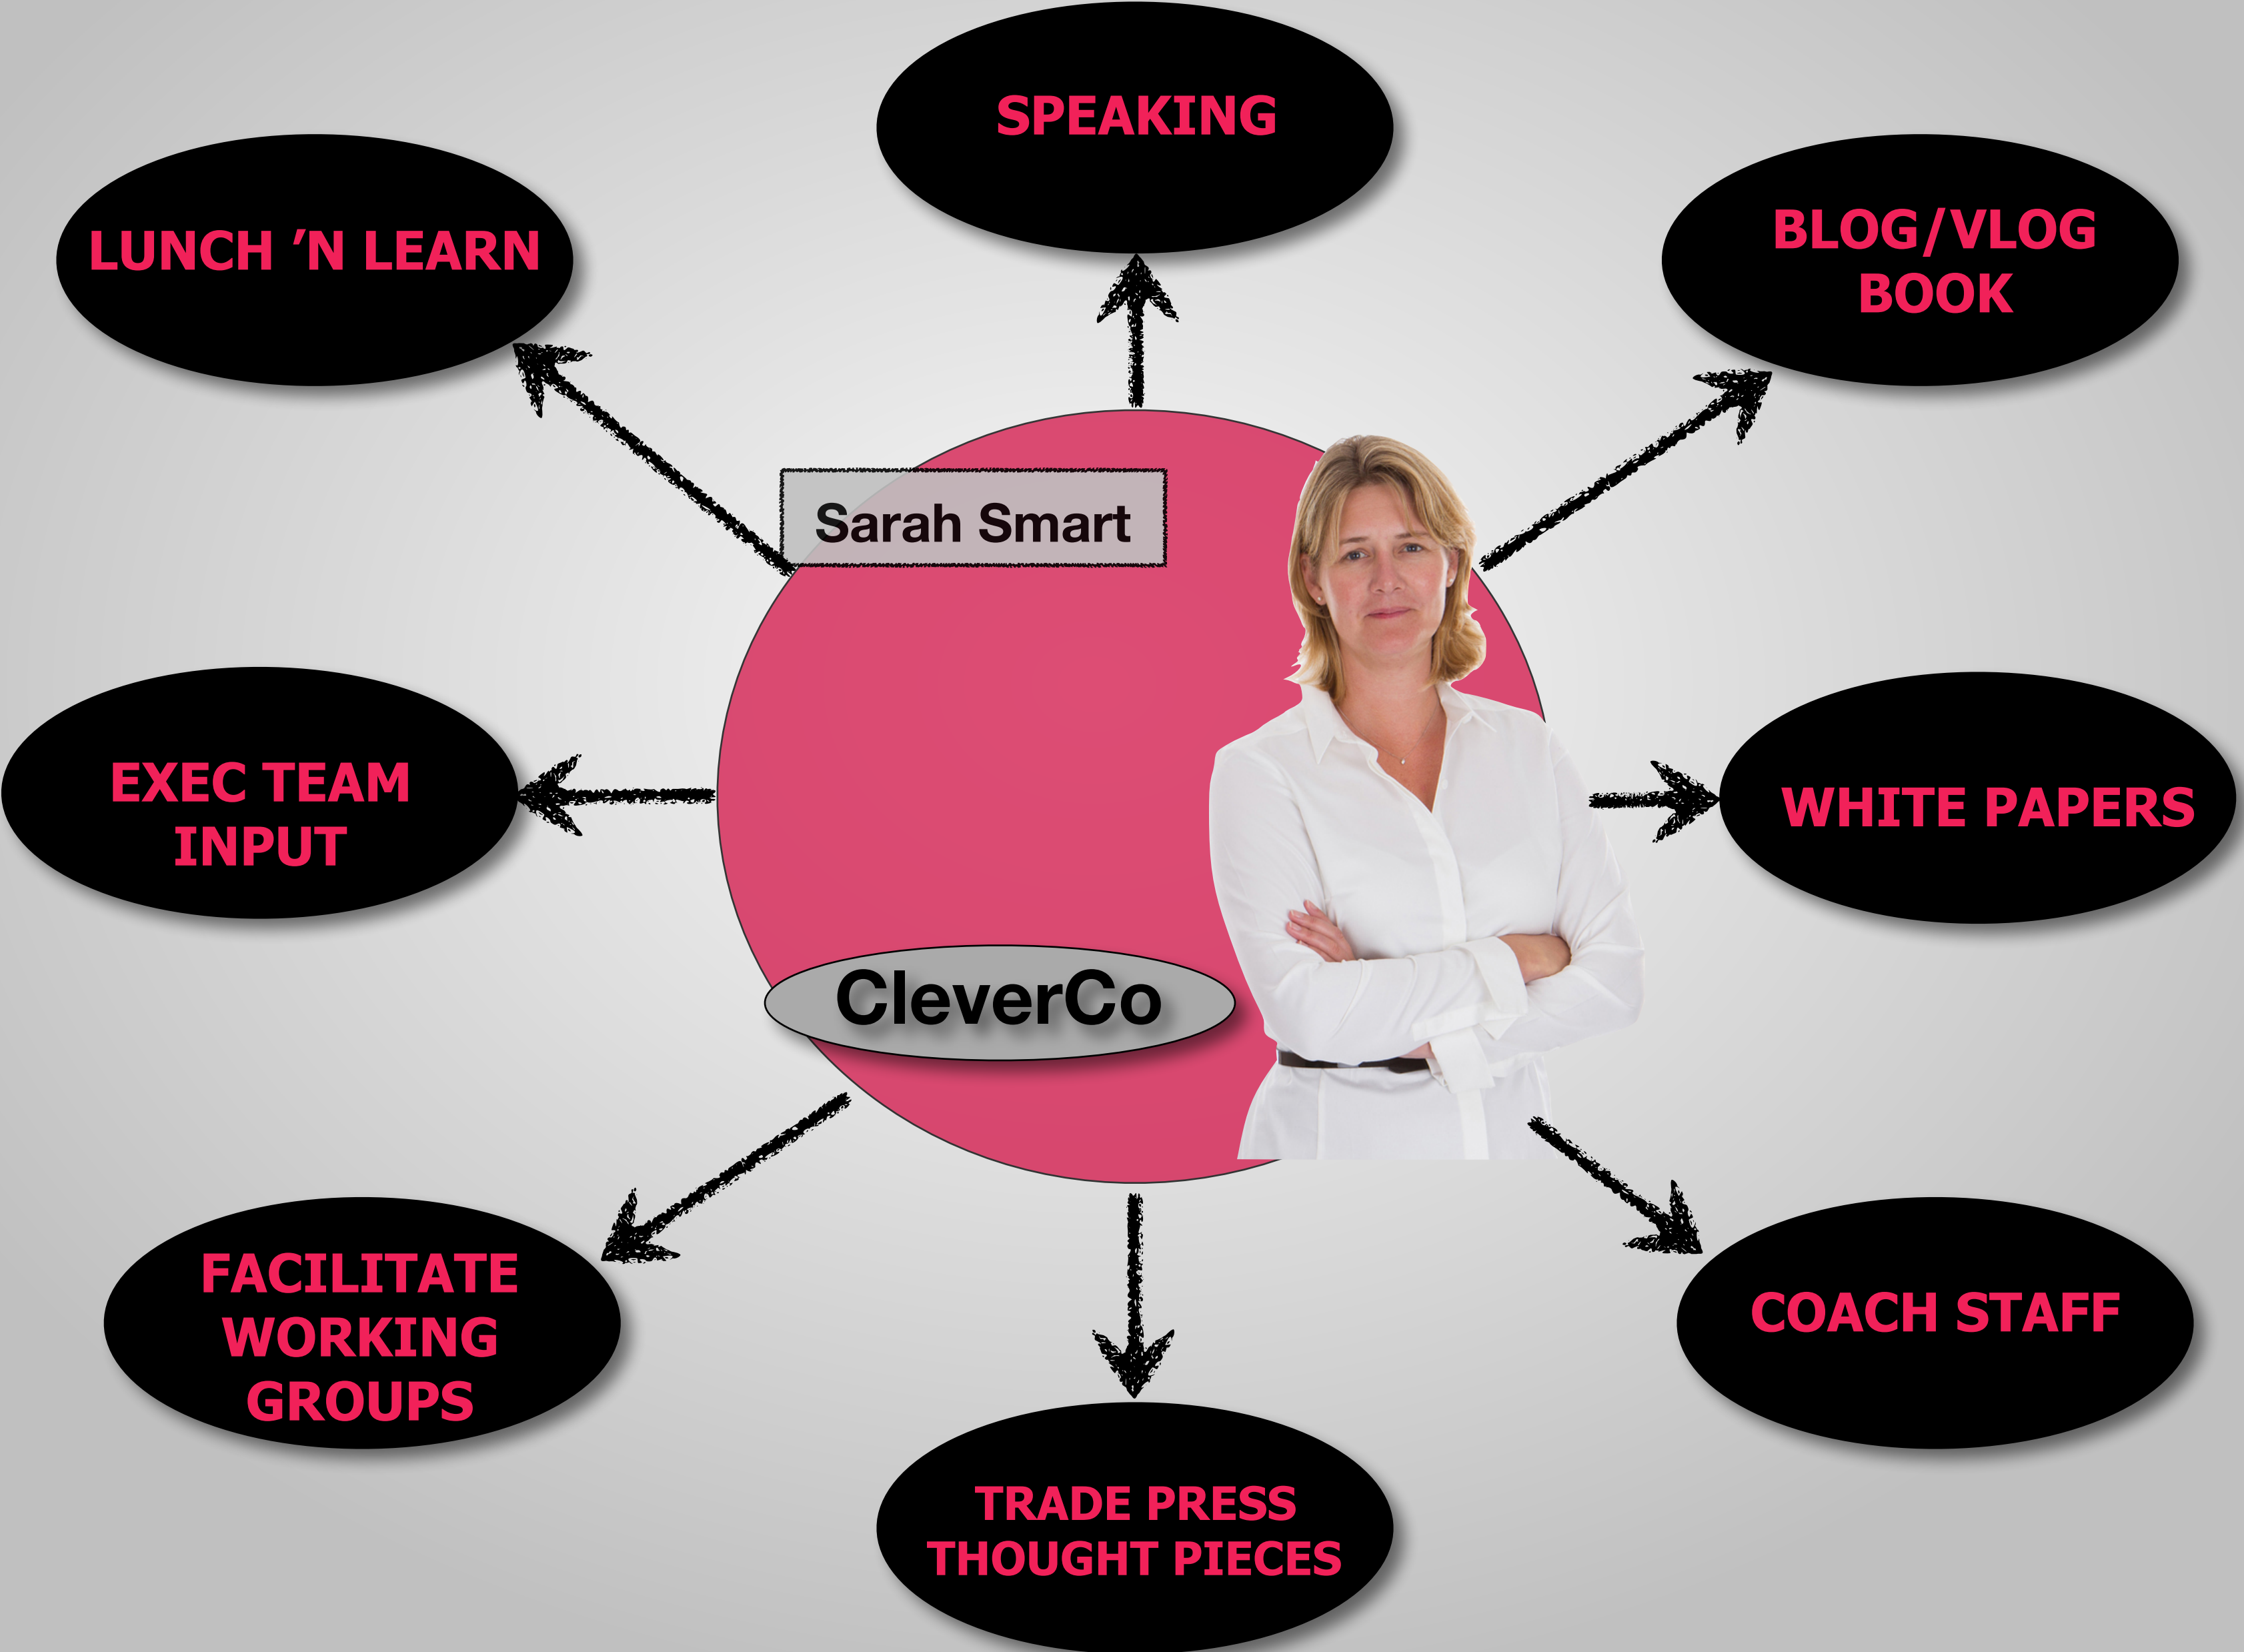 SPEAKING
LUNCH ’N LEARN
BLOG/VLOG
BOOK
Sarah Smart
EXEC TEAM
INPUT
WHITE PAPERS
CleverCo
FACILITATE
WORKING
GROUPS
COACH STAFF
TRADE PRESS
THOUGHT PIECES